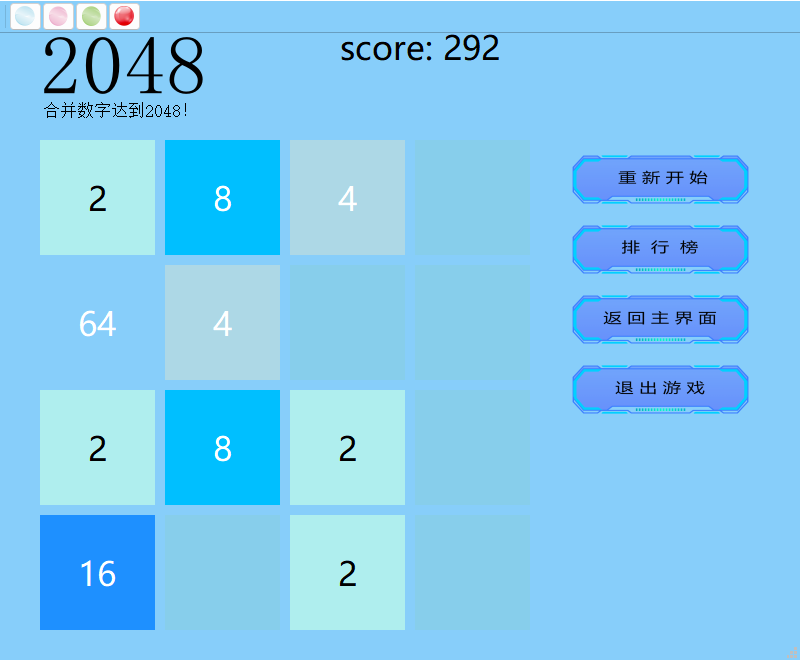 2048
score: 292
合并数字达到2048!
2 8 4
64 4
2 8 2
16 2
重新开始
排行榜
返回主界面
退出游戏